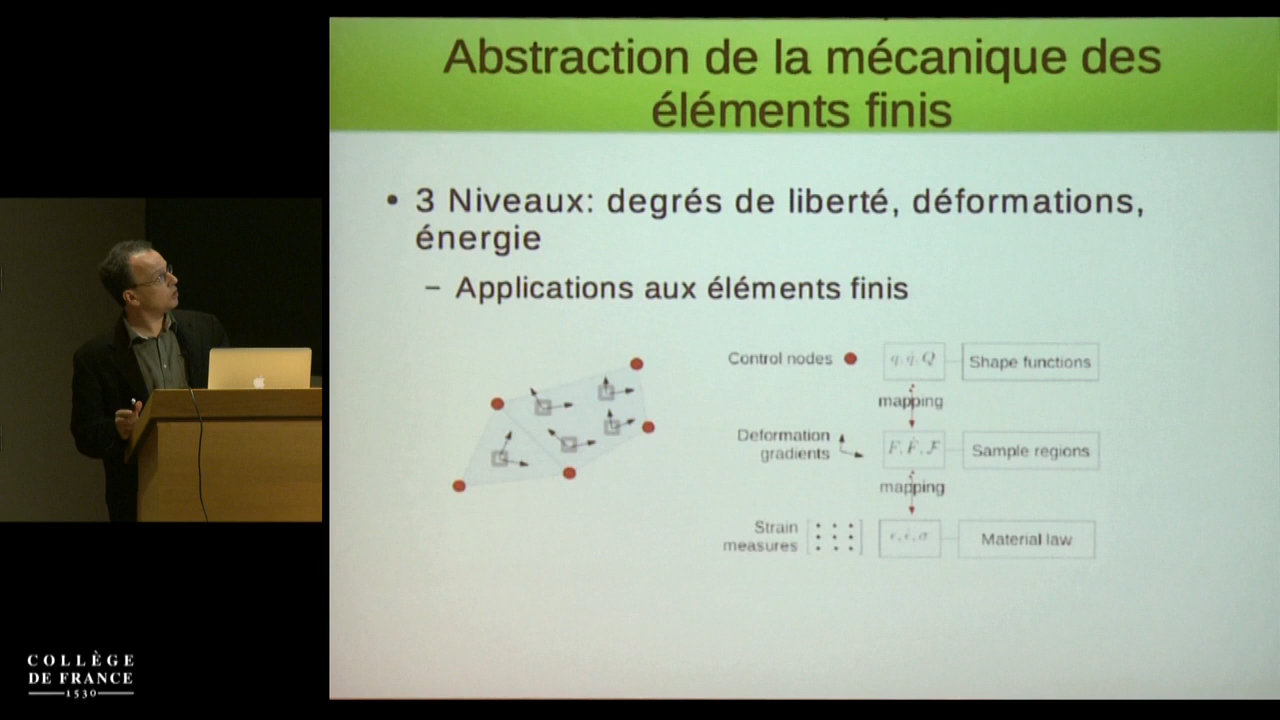 Abstraction de la mécanique des
éléments finis
• 3 Niveaux: degrés de liberté, déformations,
énergie
– Applications aux éléments finis
Control nodes
Shape functions
mapping
Deformation
gradients
Sample regions
mapping
Strain
measures
Material law
COLLÈGE
DE FRANCE
1530